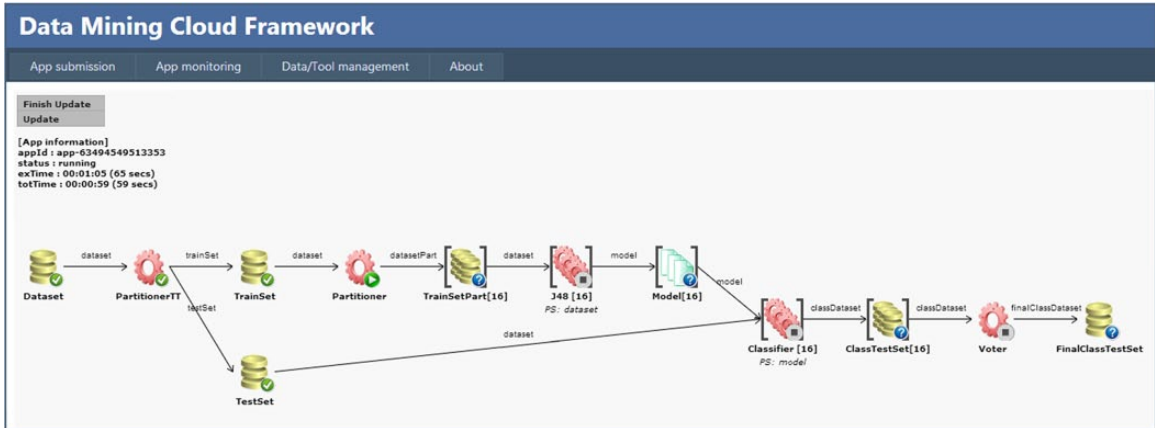 Data Mining Cloud Framework
App submission App monitoring Data/Tool management About
Finish Update
Update
[App information]
appId : app-63494549513353
status : running
exTime : 00:01:05 (65 secs)
totTime : 00:00:59 (59 secs)
dataset trainSet dataset datasetPart dataset model
Dataset PartitionerTT TrainSet Partitioner TrainSetPart[16] J48 [16] Model[16]
PS: dataset
model
testSet
classDataset classDataset finalClassDataset
dataset
Classifier [16] ClassTestSet[16] Voter FinalClassTestSet
PS: model
TestSet